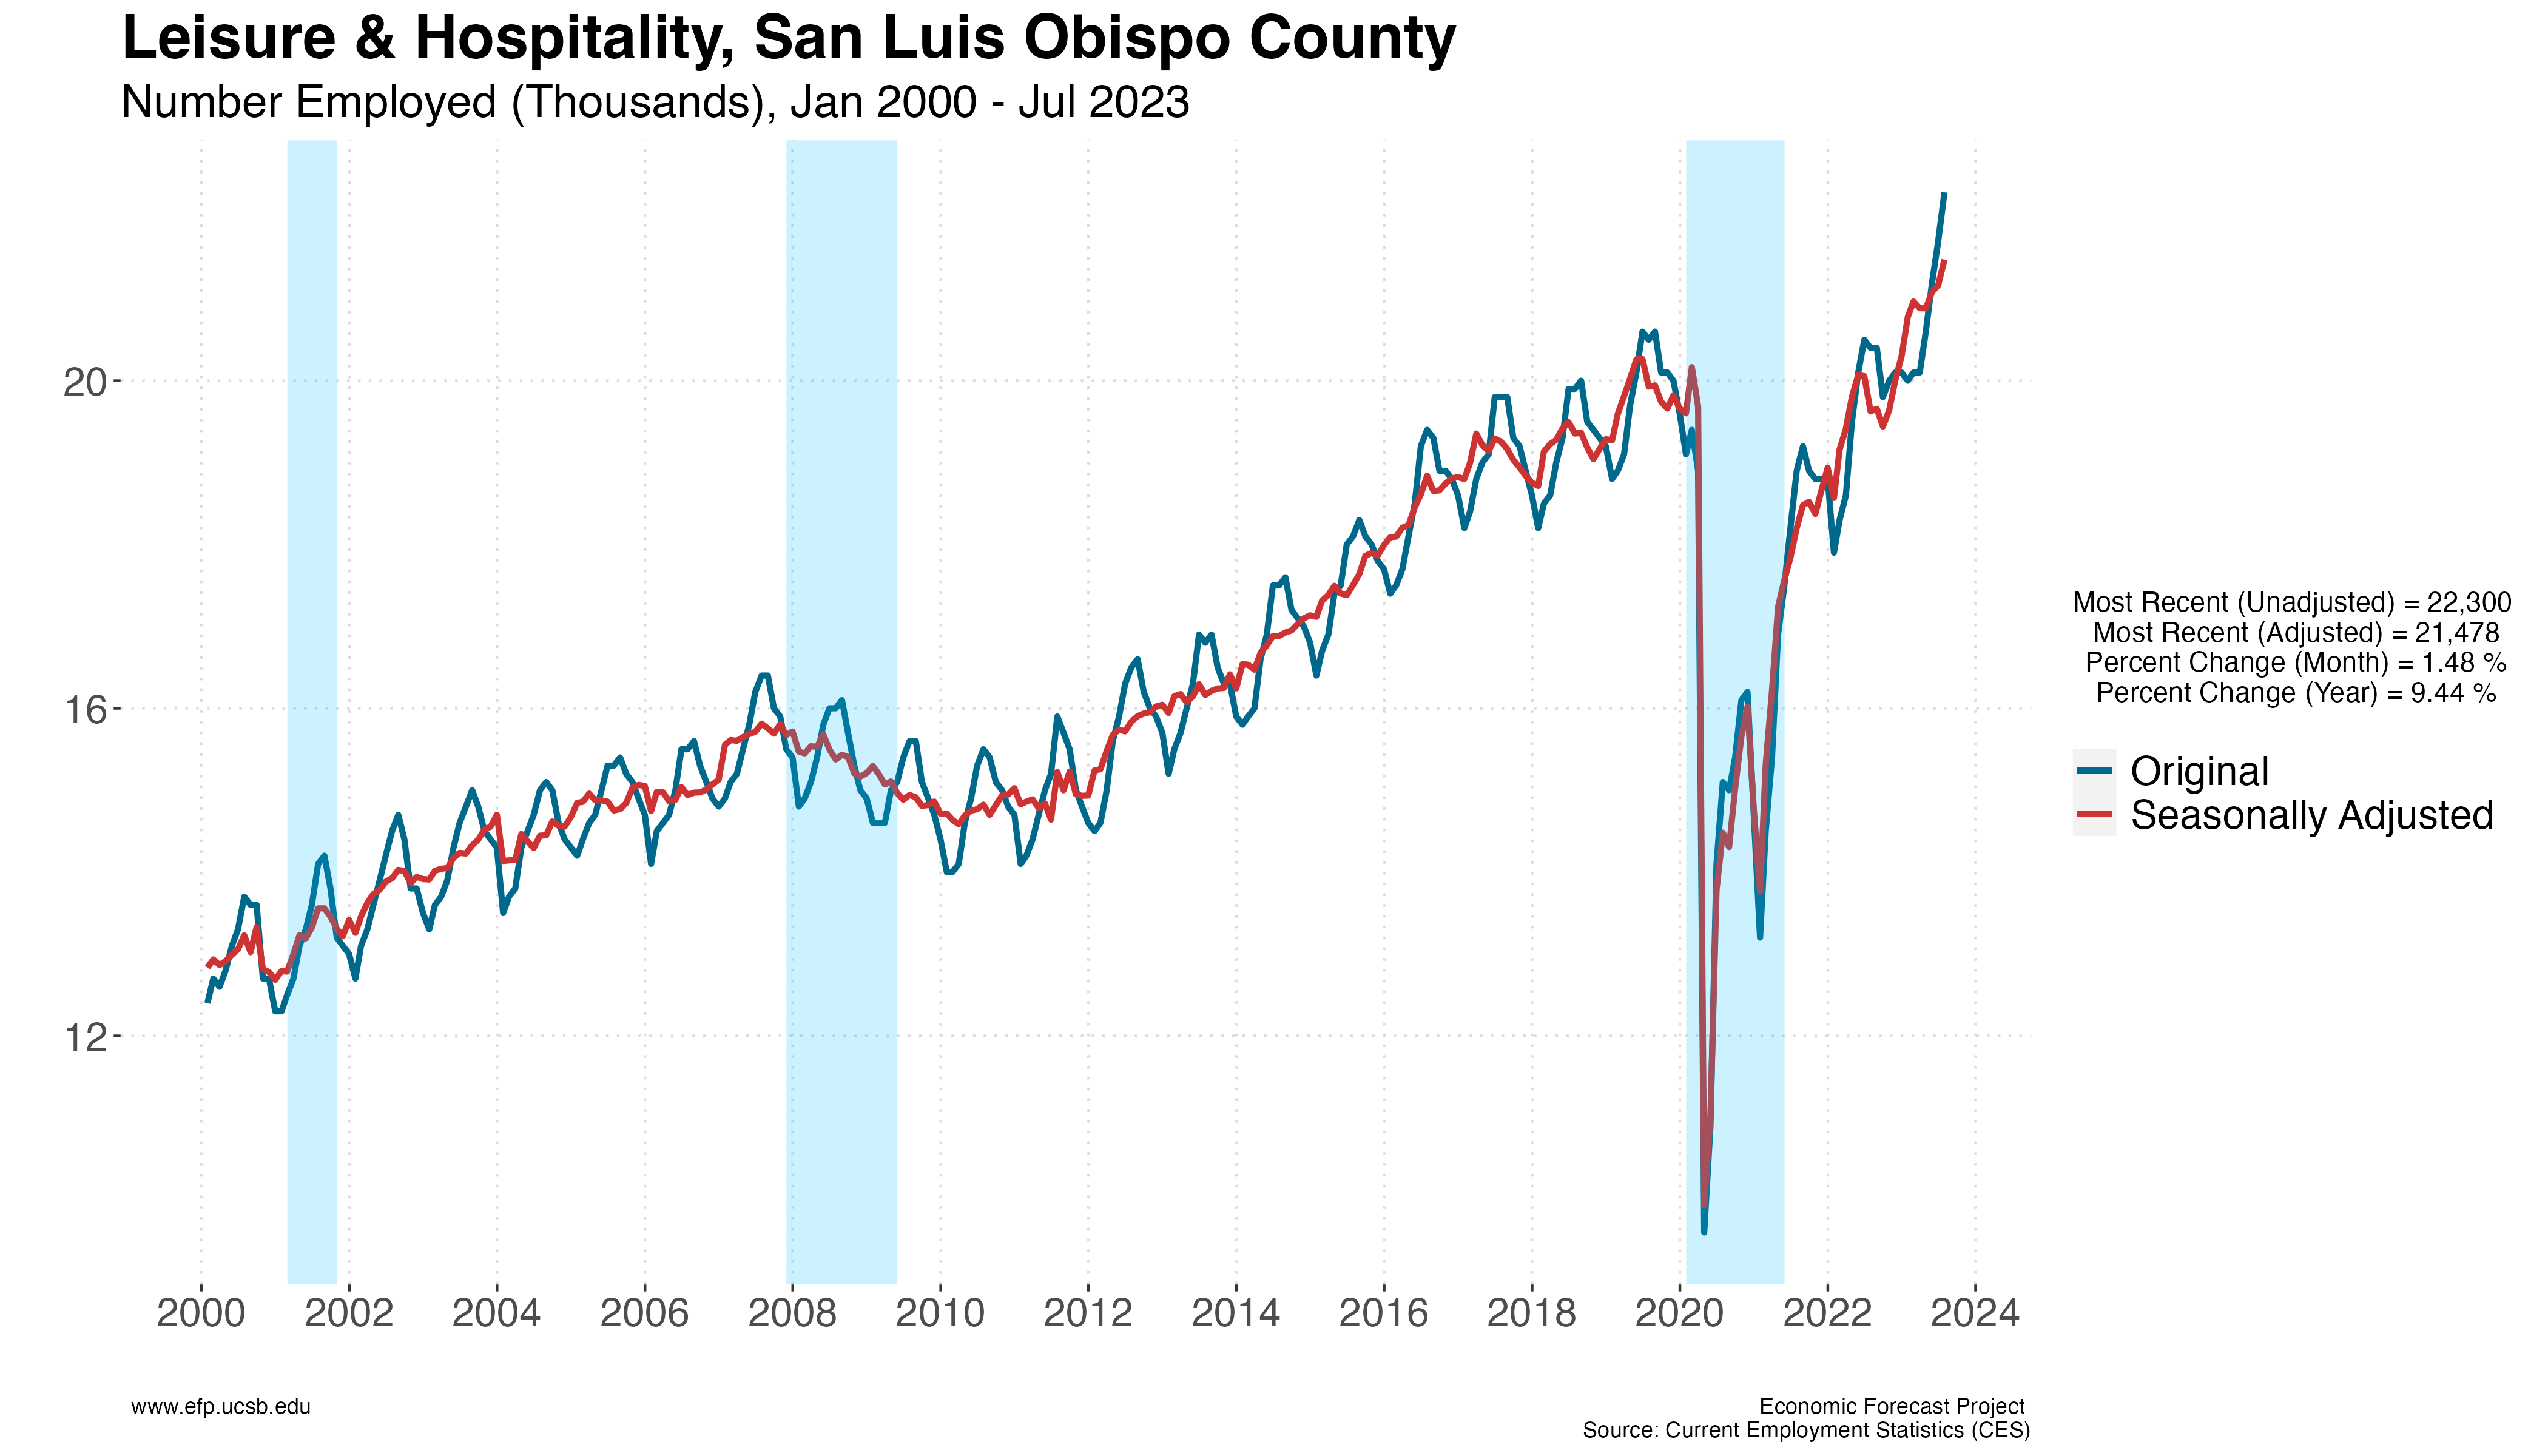 Leisure & Hospitality, San Luis Obispo County
Number Employed (Thousands), Jan 2000 - Jul 2023
20
16
12
2000 2002 2004 2006 2008 2010 2012 2014 2016 2018 2020 2022 2024
Most Recent (Unadjusted) = 22,300
Most Recent (Adjusted) = 21,478
Percent Change (Month) = 1.48 %
Percent Change (Year) = 9.44 %
Original
Seasonally Adjusted
www.efp.ucsb.edu
Economic Forecast Project
Source: Current Employment Statistics (CES)